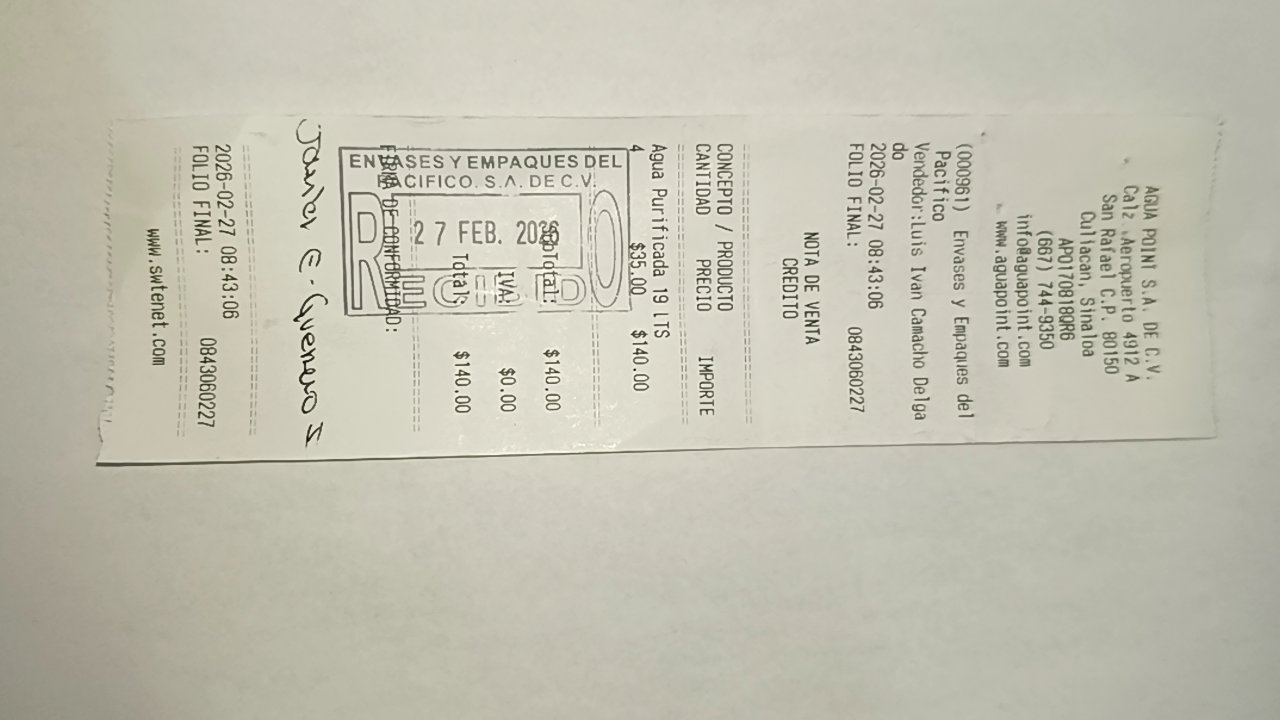 AGUA POINT S.A. DE C.V.
Calz .Aeropuerto 4912 A
San Rafael C.P. 80150
Culiacan, Sinaloa
APO170818QR6
(667) 744-9350
info@aguapoint.com
www.aguapoint.com
(000961) Envases y Empaques del
Pacifico
Vendedor:Luis Ivan Camacho Delga
do
2026-02-27 08:43:06
FOLIO FINAL: 0843060227
NOTA DE VENTA
CREDITO
CONCEPTO / PRODUCTO
CANTIDAD PRECIO IMPORTE
Agua Purificada 19 LTS
4 $35.00 $140.00
SubTotal: $140.00
IVA: $0.00
Total: $140.00
ENVASES Y EMPAQUES DEL
PACIFICO. S.A. DE C.V.
27 FEB. 2026
RECIBIDO
FIRMA DE CONFORMIDAD:
2026-02-27 08:43:06
FOLIO FINAL: 0843060227
www.swtenet.com